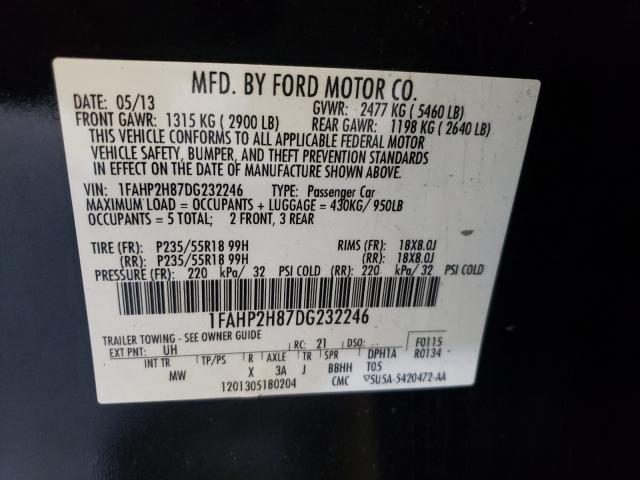 MFD. BY FORD MOTOR CO.
DATE: 05/13 GVWR: 2477 KG (5460 LB)
FRONT GAWR: 1315 KG (2900 LB) REAR GAWR: 1198 KG (2640 LB)
THIS VEHICLE CONFORMS TO ALL APPLICABLE FEDERAL MOTOR
VEHICLE SAFETY, BUMPER, AND THEFT PREVENTION STANDARDS
IN EFFECT ON THE DATE OF MANUFACTURE SHOWN ABOVE.
VIN: 1FAHP2H87DG232246 TYPE: Passenger Car
MAXIMUM LOAD = OCCUPANTS + LUGGAGE = 430KG/ 950LB
OCCUPANTS = 5 TOTAL; 2 FRONT, 3 REAR
TIRE (FR): P235/55R18 99H RIMS (FR): 18X8.0J
(RR): P235/55R18 99H (RR): 18X8.0J
PRESSURE (FR): 220 kPa/ 32 PSI COLD (RR): 220 kPa/ 32 PSI COLD
1FAHP2H87DG232246
TRAILER TOWING - SEE OWNER GUIDE
EXT PNT: UH RC: 21 DSO: F0115
INT TR TP/PS R AXLE TR SPR DPH1A R0134
MW X 3A J BBHH T05
1201305180204 CMC 5U5A-5420472-AA